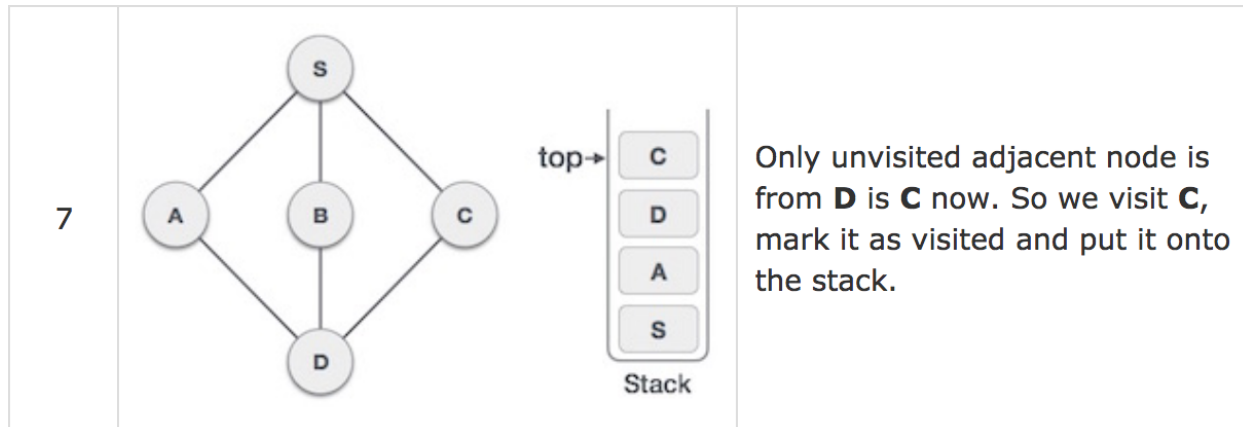 7
S
A
B
C
D
top
C
D
A
S
Stack
Only unvisited adjacent node is
from D is C now. So we visit C,
mark it as visited and put it onto
the stack.